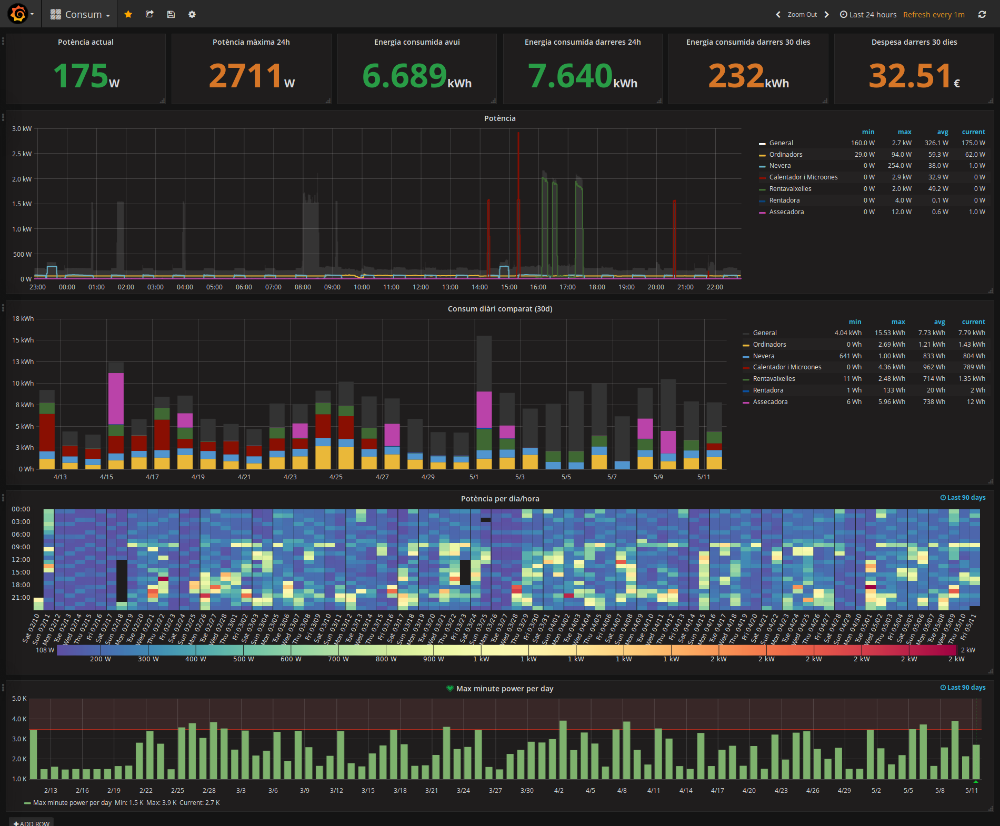 Consum
Zoom Out
Last 24 hours
Refresh every 1m
Potència actual
175 W
Potència màxima 24h
2711 W
Energia consumida avui
6.689 kWh
Energia consumida darreres 24h
7.640 kWh
Energia consumida darrers 30 dies
232 kWh
Despesa darrers 30 dies
32.51 €
Potència
3.0 kW
2.5 kW
2.0 kW
1.5 kW
1.0 kW
500 W
0 W
23:00 00:00 01:00 02:00 03:00 04:00 05:00 06:00 07:00 08:00 09:00 10:00 11:00 12:00 13:00 14:00 15:00 16:00 17:00 18:00 19:00 20:00 21:00 22:00
min max avg current
General 160.0 W 2.7 kW 326.1 W 175.0 W
Ordinadors 29.0 W 94.0 W 59.3 W 62.0 W
Nevera 0 W 254.0 W 38.0 W 1.0 W
Calentador i Microones 0 W 2.9 kW 32.9 W 0 W
Rentavaixelles 0 W 2.0 kW 49.2 W 0 W
Rentadora 0 W 4.0 W 0.1 W 0 W
Assecadora 0 W 12.0 W 0.6 W 1.0 W
Consum diàri comparat (30d)
18 kWh
15 kWh
13 kWh
10 kWh
8 kWh
5 kWh
3 kWh
0 Wh
4/13 4/15 4/17 4/19 4/21 4/23 4/25 4/27 4/29 5/1 5/3 5/5 5/7 5/9 5/11
min max avg current
General 4.04 kWh 15.53 kWh 7.73 kWh 7.79 kWh
Ordinadors 0 Wh 2.69 kWh 1.21 kWh 1.43 kWh
Nevera 641 Wh 1.00 kWh 833 Wh 804 Wh
Calentador i Microones 0 Wh 4.36 kWh 962 Wh 789 Wh
Rentavaixelles 11 Wh 2.48 kWh 714 Wh 1.35 kWh
Rentadora 1 Wh 133 Wh 20 Wh 2 Wh
Assecadora 6 Wh 5.96 kWh 738 Wh 12 Wh
Potència per dia/hora
Last 90 days
00:00
03:00
06:00
09:00
12:00
15:00
18:00
21:00
Sat 02/10 Sun 02/11 Mon 02/12 Tue 02/13 Wed 02/14 Thu 02/15 Fri 02/16 Sat 02/17 Sun 02/18 Mon 02/19 Tue 02/20 Wed 02/21 Thu 02/22 Fri 02/23 Sat 02/24 Sun 02/25 Mon 02/26 Tue 02/27 Wed 02/28 Thu 03/01 Fri 03/02 Sat 03/03 Sun 03/04 Mon 03/05 Tue 03/06 Wed 03/07 Thu 03/08 Fri 03/09 Sat 03/10 Sun 03/11 Mon 03/12 Tue 03/13 Wed 03/14 Thu 03/15 Fri 03/16 Sat 03/17 Sun 03/18 Mon 03/19 Tue 03/20 Wed 03/21 Thu 03/22 Fri 03/23 Sat 03/24 Sun 03/25 Mon 03/26 Tue 03/27 Wed 03/28 Thu 03/29 Fri 03/30 Sat 03/31 Sun 04/01 Mon 04/02 Tue 04/03 Wed 04/04 Thu 04/05 Fri 04/06 Sat 04/07 Sun 04/08 Mon 04/09 Tue 04/10 Wed 04/11 Thu 04/12 Fri 04/13 Sat 04/14 Sun 04/15 Mon 04/16 Tue 04/17 Wed 04/18 Thu 04/19 Fri 04/20 Sat 04/21 Sun 04/22 Mon 04/23 Tue 04/24 Wed 04/25 Thu 04/26 Fri 04/27 Sat 04/28 Sun 04/29 Mon 04/30 Tue 05/01 Wed 05/02 Thu 05/03 Fri 05/04 Sat 05/05 Sun 05/06 Mon 05/07 Tue 05/08 Wed 05/09 Thu 05/10 Fri 05/11
108 W 2 kW
200 W 300 W 400 W 500 W 600 W 700 W 800 W 900 W 1 kW 1 kW 1 kW 1 kW 1 kW 2 kW 2 kW 2 kW 2 kW 2 kW 2 kW
Max minute power per day
Last 90 days
5.0 K
4.0 K
3.0 K
2.0 K
1.0 K
2/13 2/16 2/19 2/22 2/25 2/28 3/3 3/6 3/9 3/12 3/15 3/18 3/21 3/24 3/27 3/30 4/2 4/5 4/8 4/11 4/14 4/17 4/20 4/23 4/26 4/29 5/2 5/5 5/8 5/11
Max minute power per day Min: 1.5 K Max: 3.9 K Current: 2.7 K
+ ADD ROW